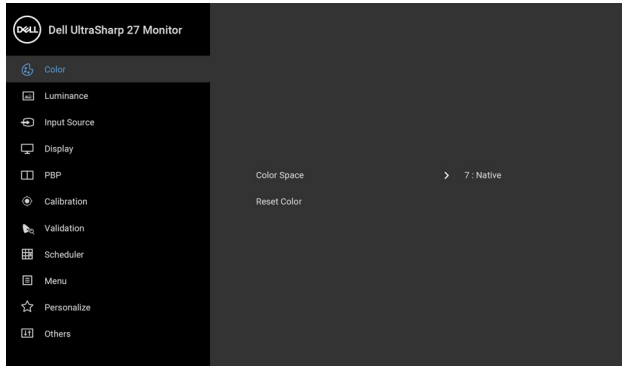 DELL Dell UltraSharp 27 Monitor
Color
Luminance
Input Source
Display
PBP
Color Space > 7 : Native
Calibration
Reset Color
Validation
Scheduler
Menu
Personalize
Others